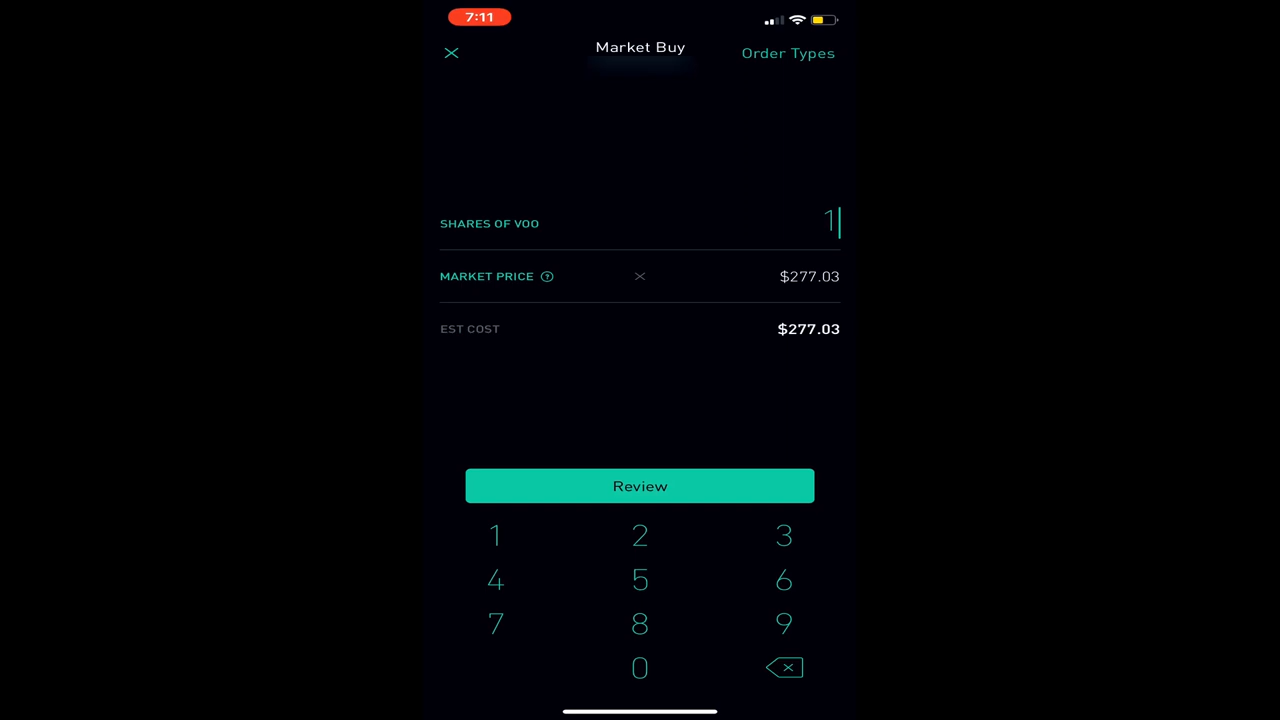 7:11
Market Buy
Order Types
SHARES OF VOO 1
MARKET PRICE ? × $277.03
EST COST $277.03
Review
1 2 3
4 5 6
7 8 9
0